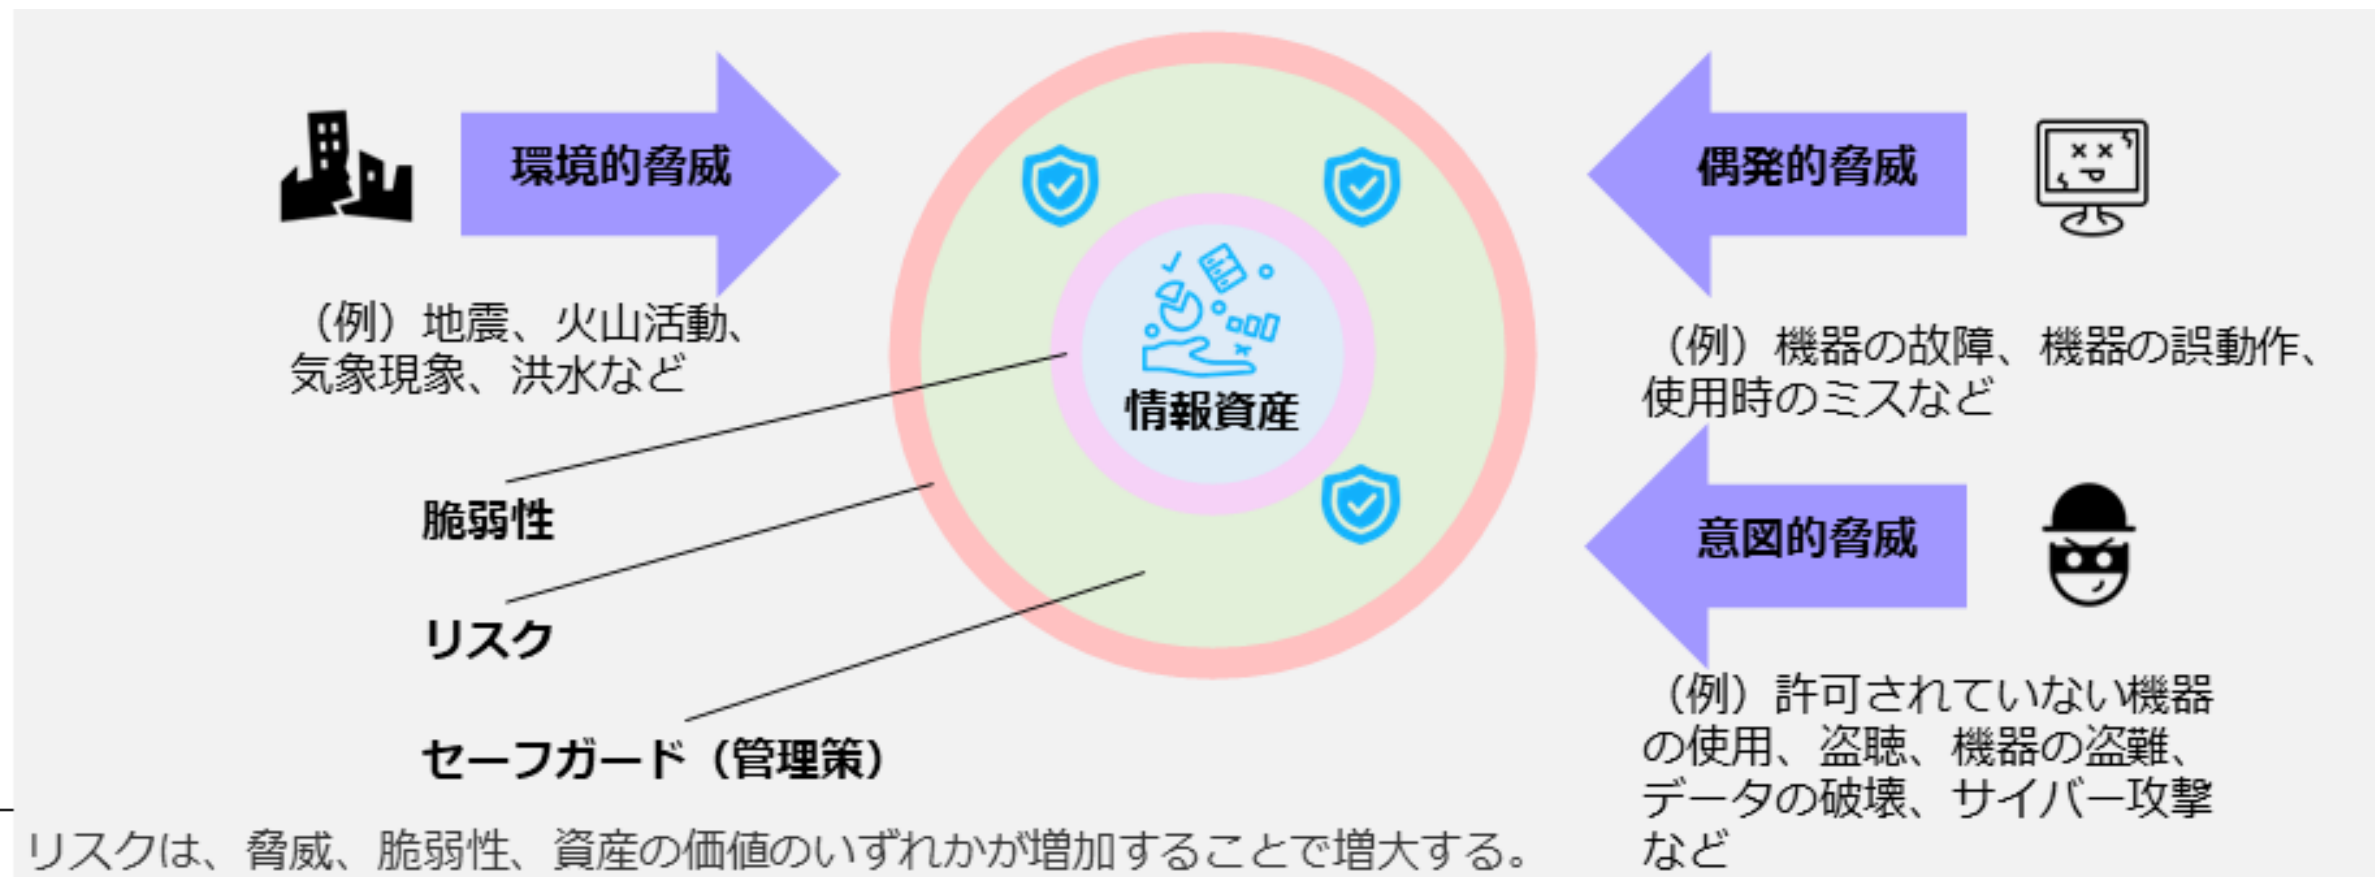 環境的脅威
（例）地震、火山活動、
気象現象、洪水など
脆弱性
リスク
セーフガード（管理策）
情報資産
偶発的脅威
（例）機器の故障、機器の誤動作、
使用時のミスなど
意図的脅威
（例）許可されていない機器
の使用、盗聴、機器の盗難、
データの破壊、サイバー攻撃
など
リスクは、脅威、脆弱性、資産の価値のいずれかが増加することで増大する。